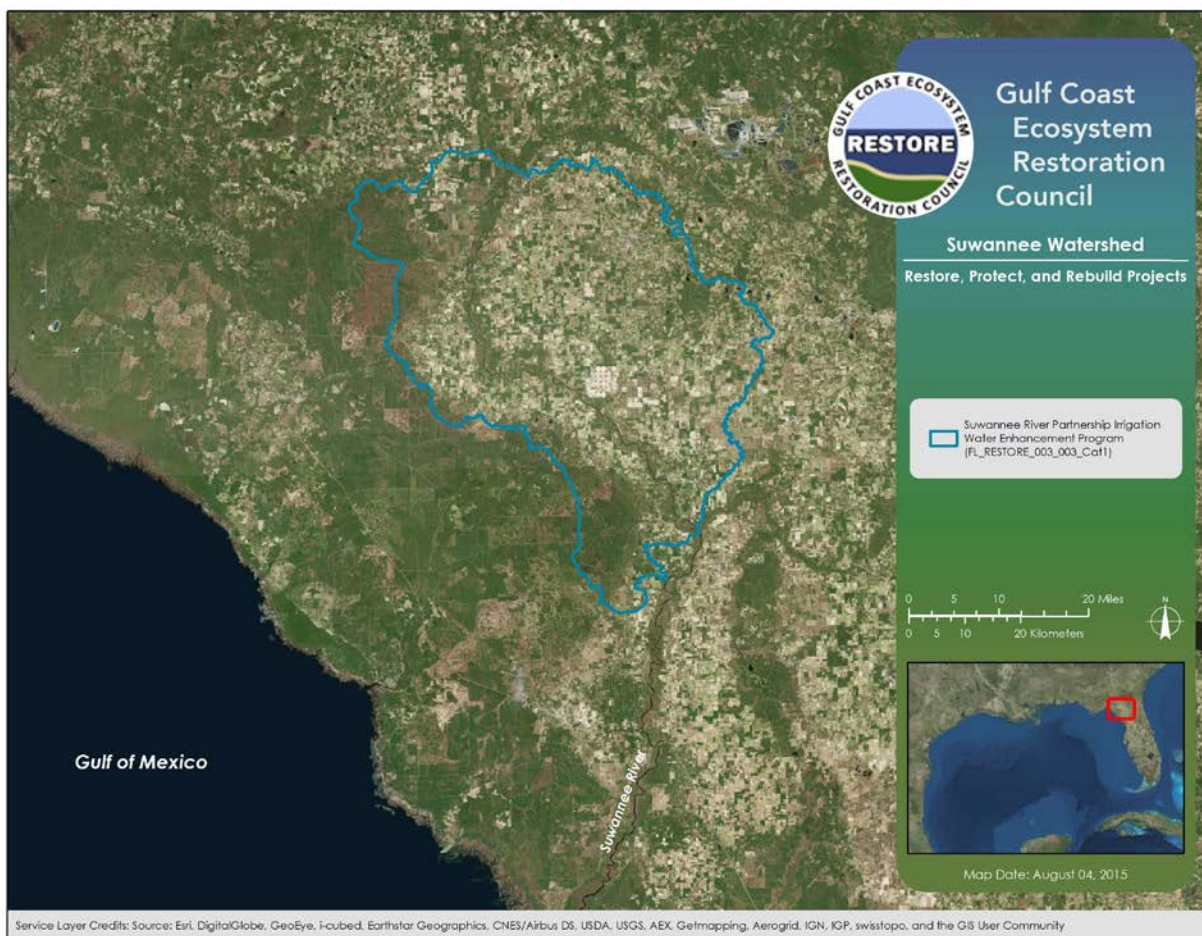 GULF COAST ECOSYSTEM
RESTORE
RESTORATION COUNCIL
Gulf Coast
Ecosystem
Restoration
Council
Suwannee Watershed
Restore, Protect, and Rebuild Projects
Suwannee River Partnership Irrigation
Water Enhancement Program
(FL_RESTORE_003_003_Cat1)
0 5 10 20 Miles
0 5 10 20 Kilometers
N
Gulf of Mexico
Suwannee River
Map Date: August 04, 2015
Service Layer Credits: Source: Esri, DigitalGlobe, GeoEye, i-cubed, Earthstar Geographics, CNES/Airbus DS, USDA, USGS, AEX, Getmapping, Aerogrid, IGN, IGP, swisstopo, and the GIS User Community